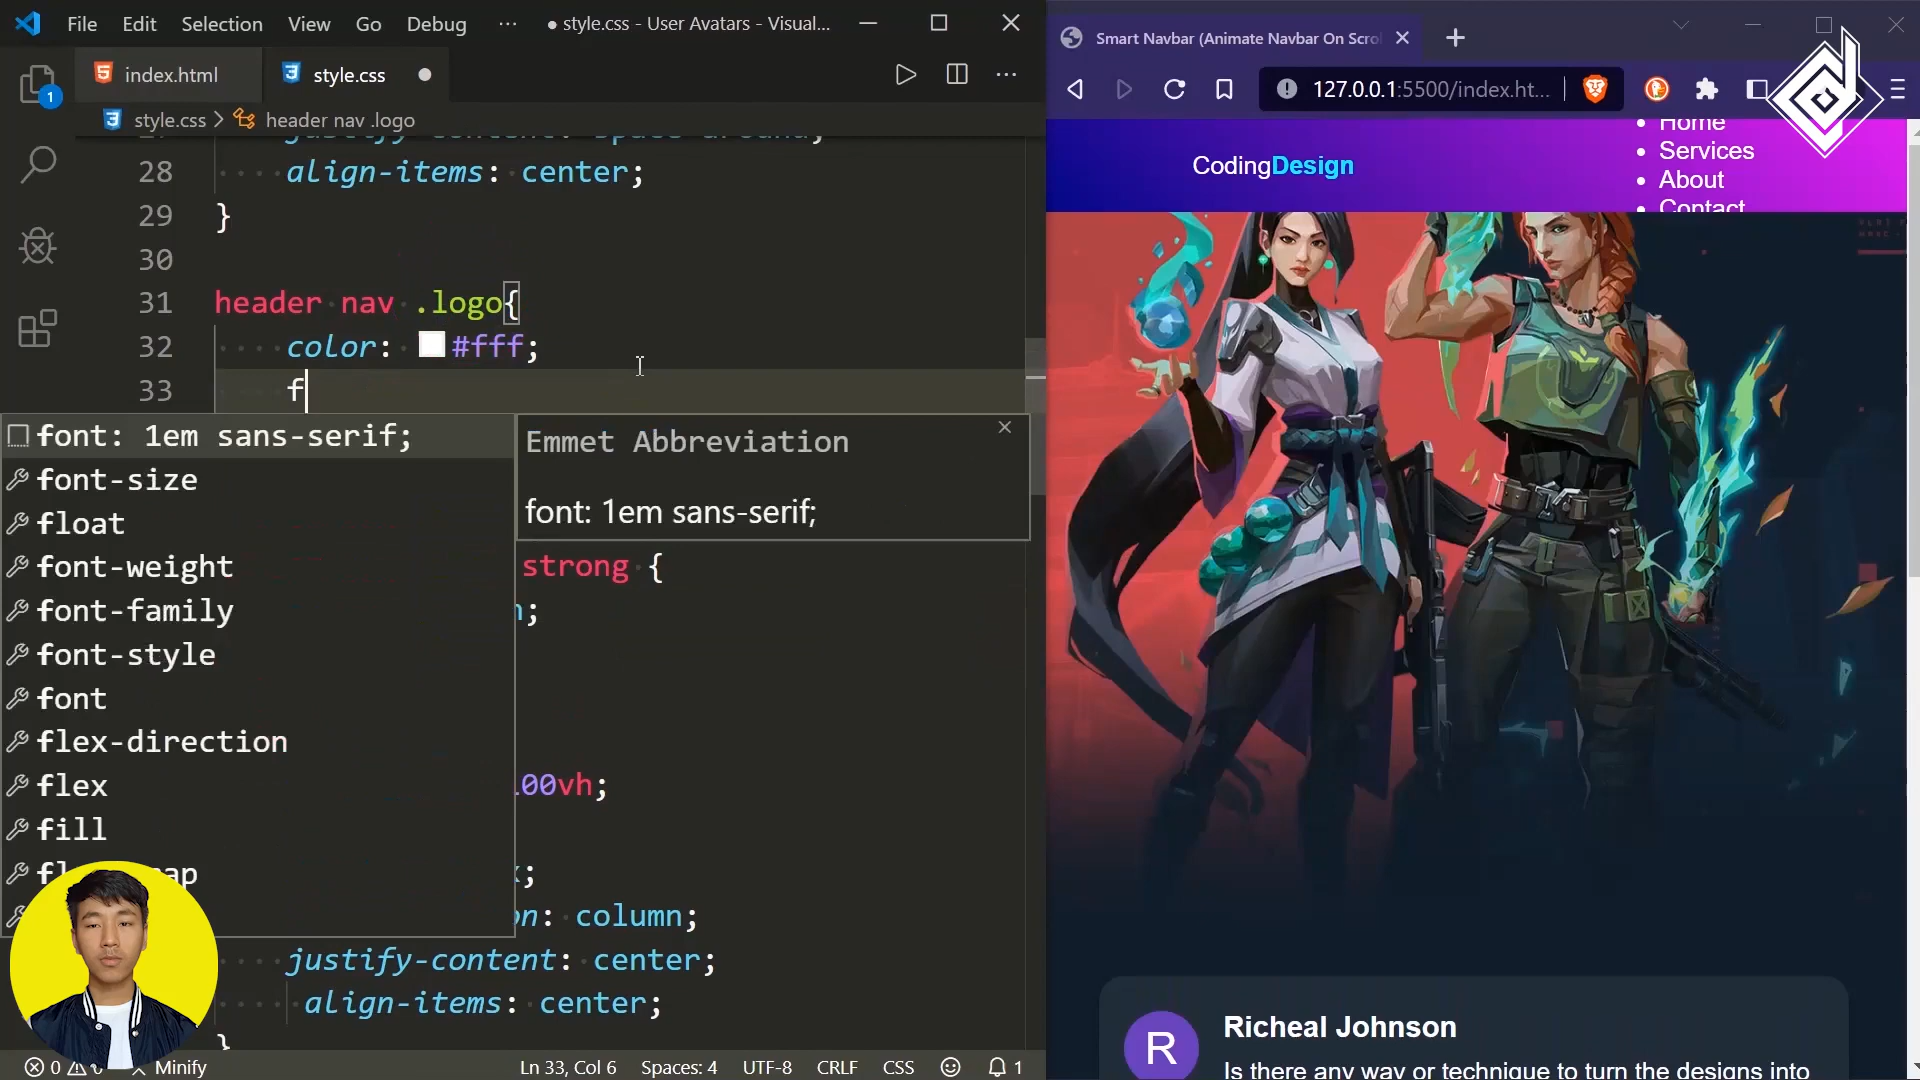 File Edit Selection View Go Debug ··· ● style.css - User Avatars - Visual...
index.html style.css ●
1
style.css > header nav .logo
28 align-items: center;
29 }
30
31 header nav .logo{
32 color: #fff;
33 f
font: 1em sans-serif;
font-size
float
font-weight
font-family
font-style
font
flex-direction
flex
fill
Emmet Abbreviation
font: 1em sans-serif;
strong {
;
100vh;
;
on: column;
justify-content: center;
align-items: center;
}
0 Minify Ln 33, Col 6 Spaces: 4 UTF-8 CRLF CSS 1
Smart Navbar (Animate Navbar On Scro
127.0.0.1:5500/index.ht...
CodingDesign
Home
Services
About
Contact
R
Richeal Johnson
Is there any way or technique to turn the designs into